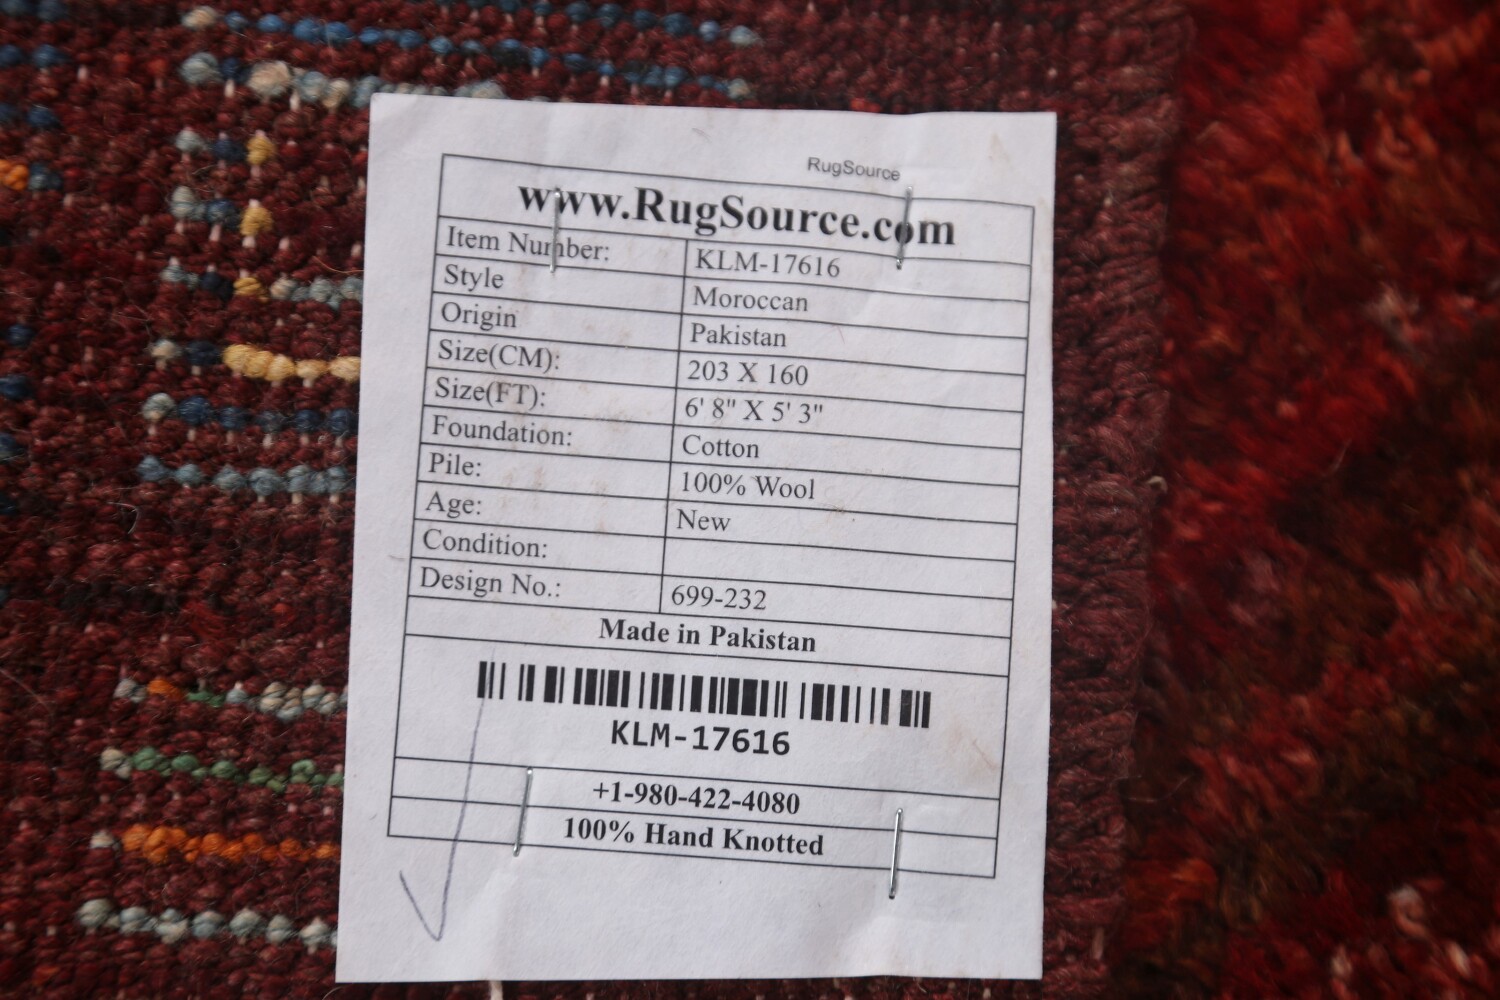 RugSource
www.RugSource.com
Item Number: KLM-17616
Style Moroccan
Origin Pakistan
Size(CM): 203 X 160
Size(FT): 6' 8" X 5' 3"
Foundation: Cotton
Pile: 100% Wool
Age: New
Condition:
Design No.: 699-232
Made in Pakistan
KLM-17616
+1-980-422-4080
100% Hand Knotted